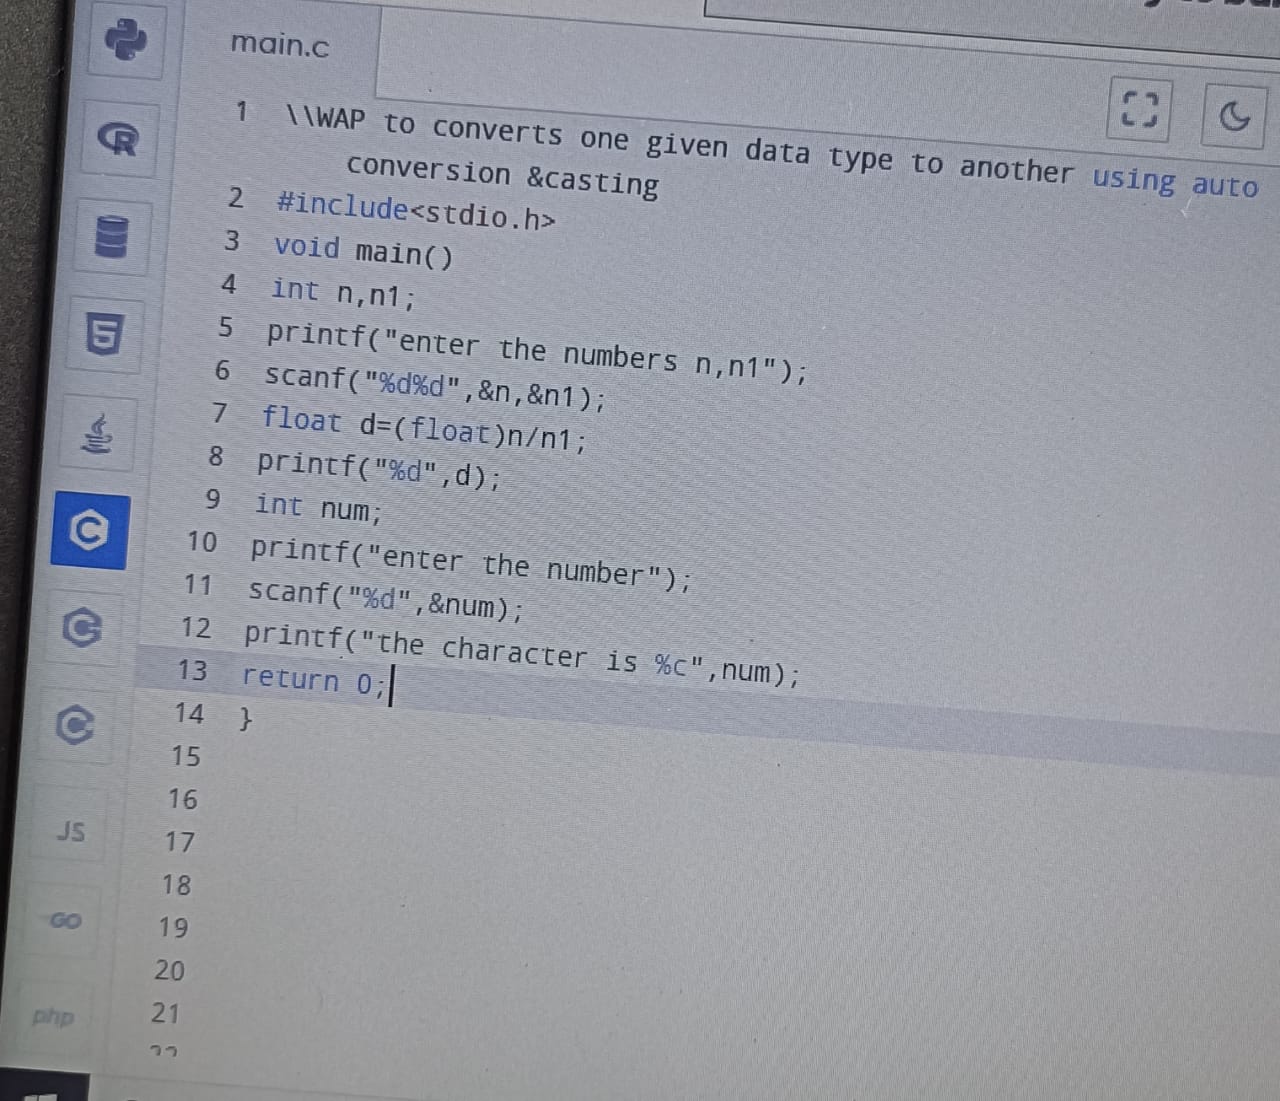 main.c
1 \\WAP to converts one given data type to another using auto
conversion &casting
2 #include<stdio.h>
3 void main()
4 int n,n1;
5 printf("enter the numbers n,n1");
6 scanf("%d%d",&n,&n1);
7 float d=(float)n/n1;
8 printf("%d",d);
9 int num;
10 printf("enter the number");
11 scanf("%d",&num);
12 printf("the character is %c",num);
13 return 0;
14 }
15
16
17
18
19
20
21
R
5
C
C
C
JS
GO
php